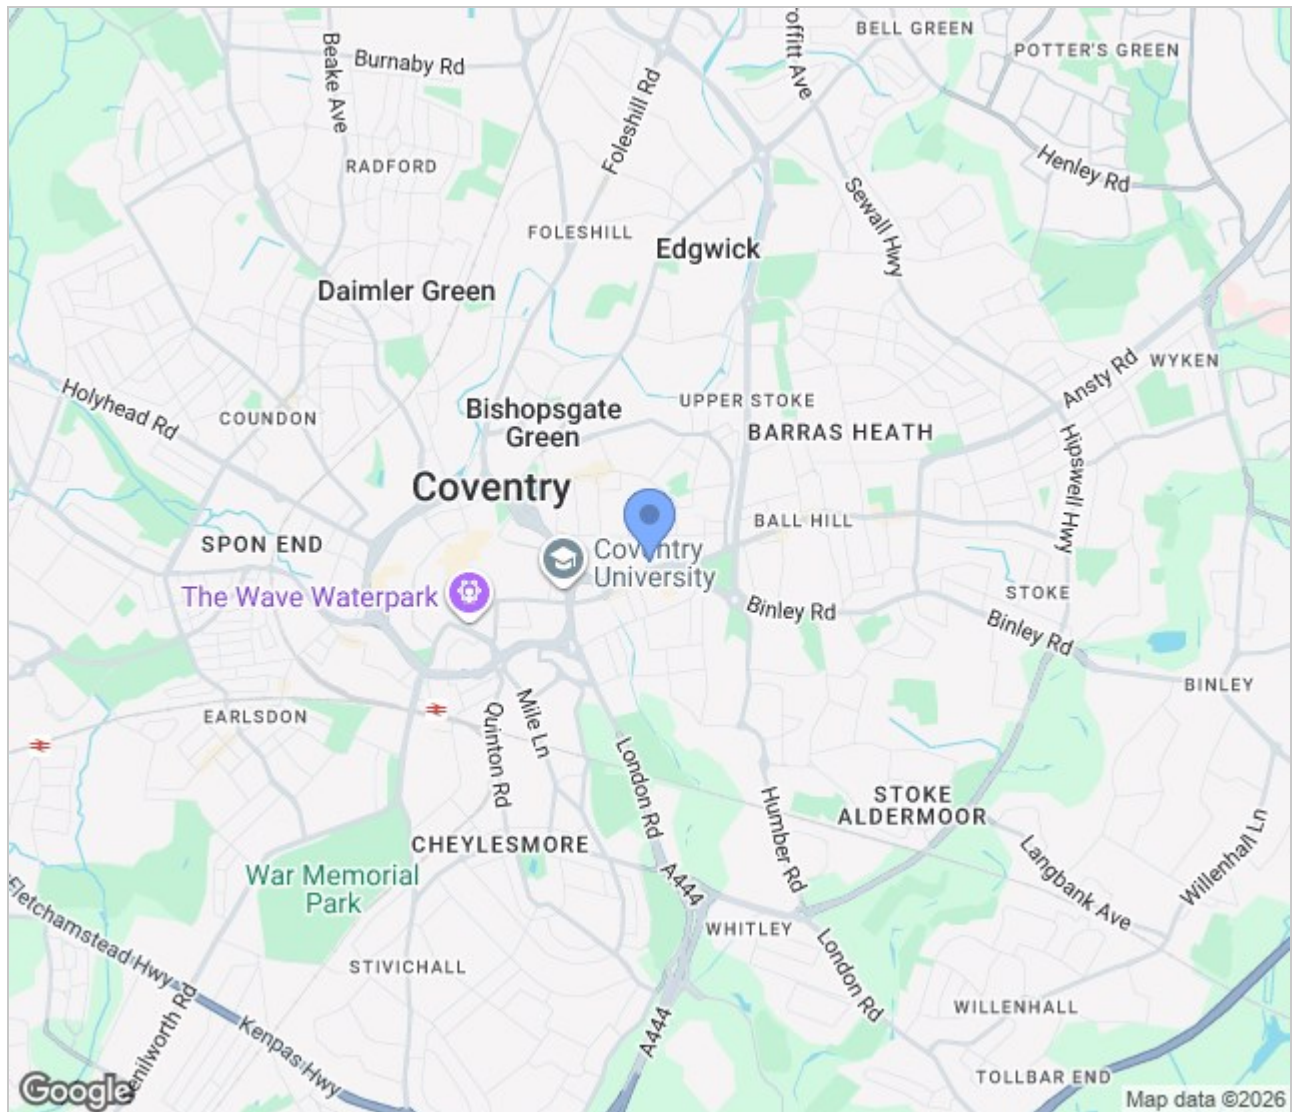 BELL GREEN
POTTER'S GREEN
Burnaby Rd
Beake Ave
Foleshill Rd
offitt Ave
Henley Rd
RADFORD
Sewall Hwy
FOLESHILL
Edgwick
Daimler Green
WYKEN
Ansty Rd
Holyhead Rd
COUNDON
Bishopsgate
Green
UPPER STOKE
BARRAS HEATH
Hipswell Hwy
Coventry
BALL HILL
SPON END
Coventry
University
The Wave Waterpark
Binley Rd
STOKE
Binley Rd
BINLEY
EARLSDON
Quinton Rd
Mile Ln
London Rd
STOKE
ALDERMOOR
Humber Rd
CHEYLESMORE
Langbank Ave
Willenhall Ln
War Memorial
Park
A444
Fletchamstead Hwy
WHITLEY
London Rd
STIVICHALL
WILLENHALL
Kenilworth Rd
Kenpas Hwy
A444
TOLLBAR END
Google
Map data ©2026